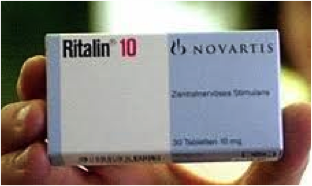 Ritalin® 10
NOVARTIS
Zentralnervöses Stimulans
30 Tabletten 10 mg